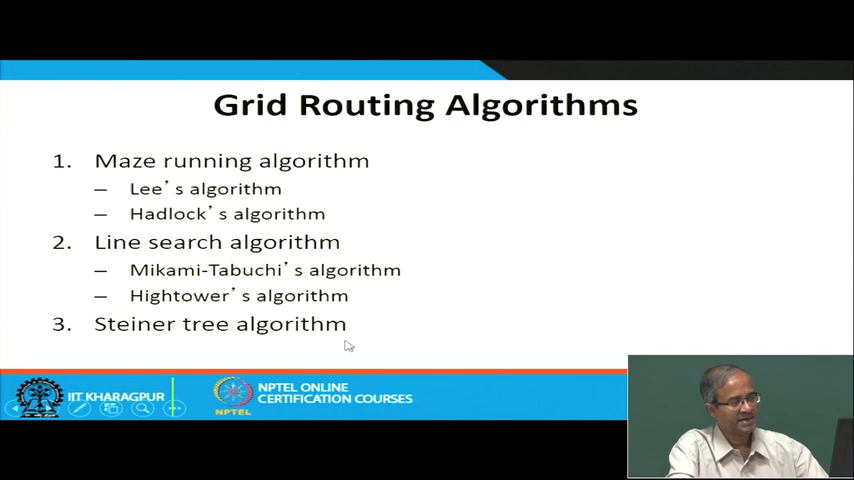 Grid Routing Algorithms
1. Maze running algorithm
– Lee's algorithm
– Hadlock's algorithm
2. Line search algorithm
– Mikami-Tabuchi's algorithm
– Hightower's algorithm
3. Steiner tree algorithm
IIT KHARAGPUR
NPTEL
NPTEL ONLINE
CERTIFICATION COURSES